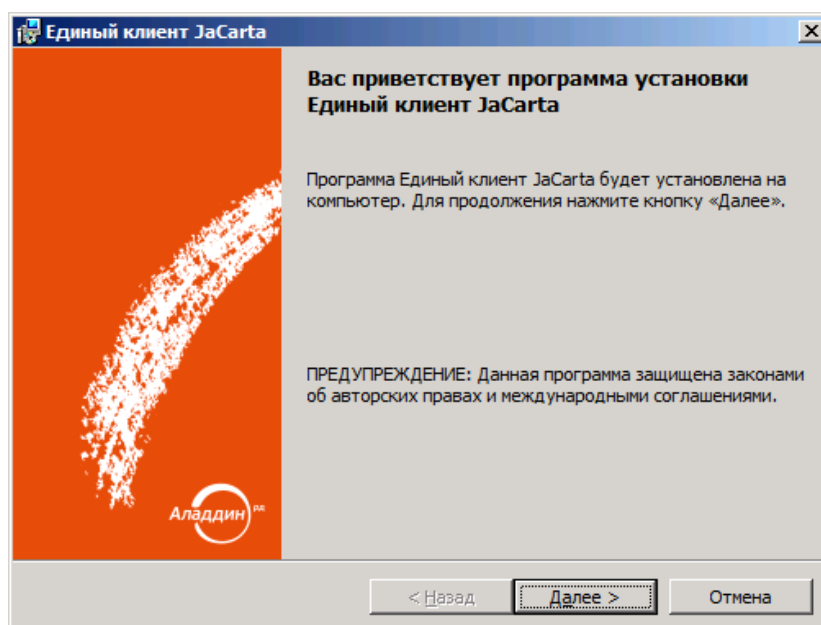 Единый клиент JaCarta
Вас приветствует программа установки
Единый клиент JaCarta
Программа Единый клиент JaCarta будет установлена на
компьютер. Для продолжения нажмите кнопку «Далее».
ПРЕДУПРЕЖДЕНИЕ: Данная программа защищена законами
об авторских правах и международными соглашениями.
Аладдин РД
< Назад Далее > Отмена